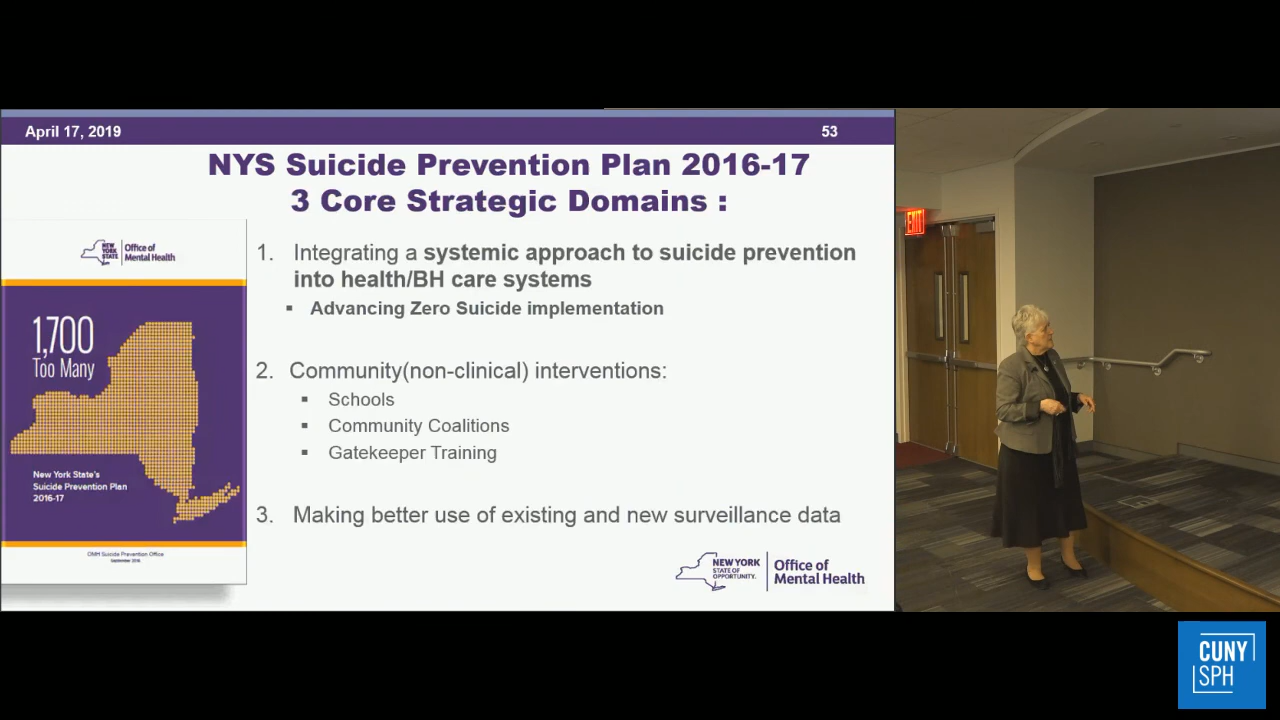 April 17, 2019
53
NYS Suicide Prevention Plan 2016-17
3 Core Strategic Domains :
NEW
YORK
STATE
Office of
Mental Health
1,700
Too Many
New York State's
Suicide Prevention Plan
2016-17
OMH Suicide Prevention Office
September 2016
1. Integrating a systemic approach to suicide prevention
into health/BH care systems
▪ Advancing Zero Suicide implementation
2. Community(non-clinical) interventions:
▪ Schools
▪ Community Coalitions
▪ Gatekeeper Training
3. Making better use of existing and new surveillance data
NEW YORK
STATE OF
OPPORTUNITY.
Office of
Mental Health
EXIT
CUNY
SPH